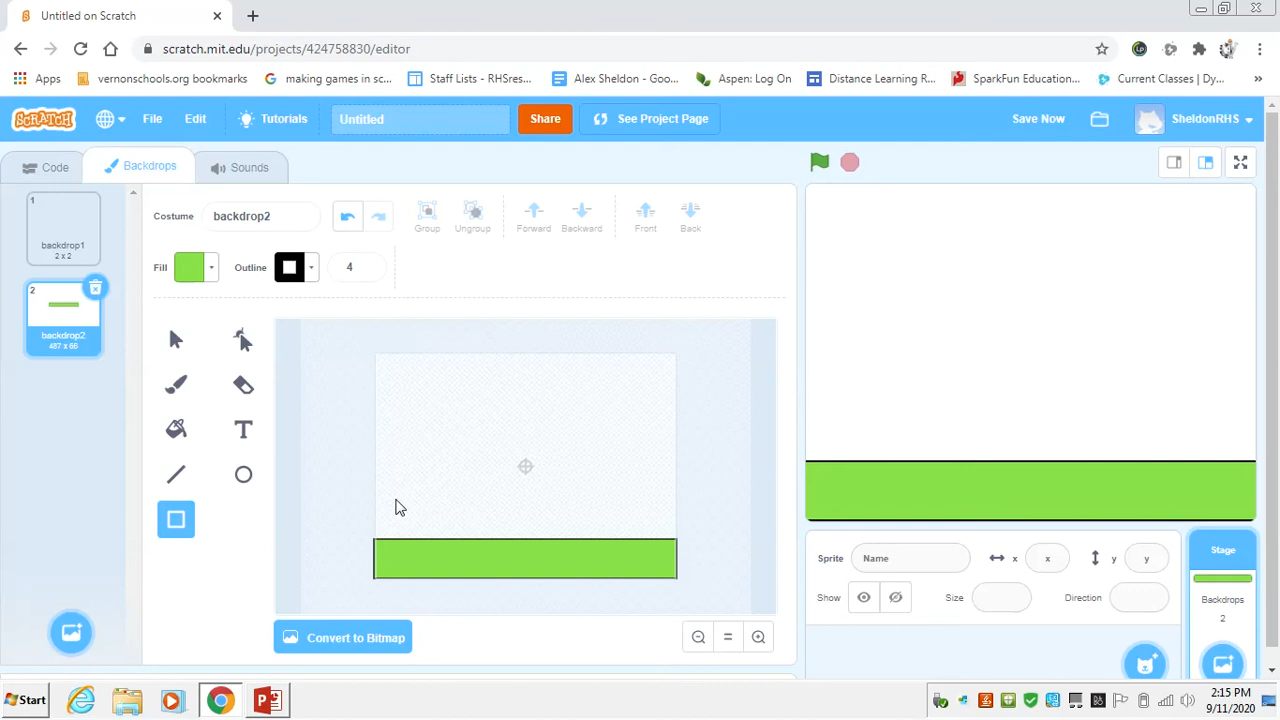 Untitled on Scratch
scratch.mit.edu/projects/424758830/editor
Apps vernonschools.org bookmarks making games in sc... Staff Lists - RHSres... Alex Sheldon - Goo... Aspen: Log On Distance Learning R... SparkFun Education... Current Classes | Dy... »
SCRATCH File Edit Tutorials Untitled Share See Project Page Save Now SheldonRHS
Code Backdrops Sounds
1
backdrop1
2 x 2
2
backdrop2
487 x 66
Costume backdrop2 Group Ungroup Forward Backward Front Back
Fill Outline 4
T
Convert to Bitmap
Sprite Name x x y y
Show Size Direction
Stage
Backdrops
2
Start
2:15 PM
9/11/2020